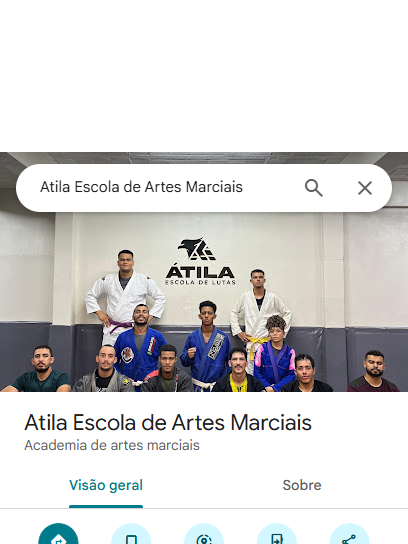 Atila Escola de Artes Marciais
ÁTILA
ESCOLA DE LUTAS
Atila Escola de Artes Marciais
Academia de artes marciais
Visão geral
Sobre